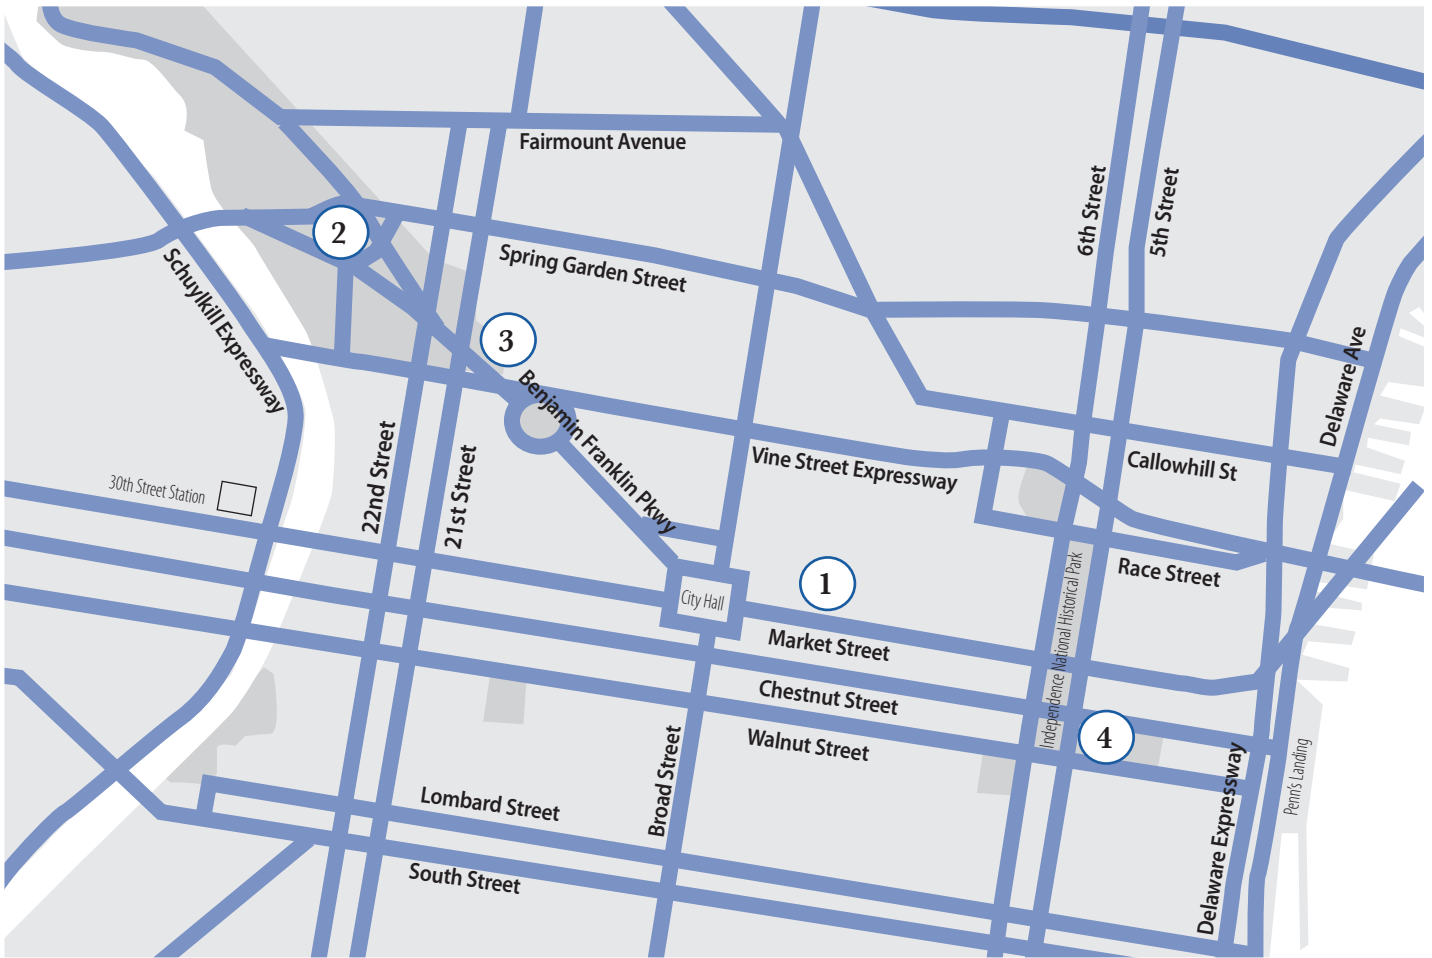 Fairmount Avenue
6th Street
5th Street
2
Spring Garden Street
Schuylkill Expressway
3
Delaware Ave
Benjamin Franklin Pkwy
22nd Street
21st Street
Vine Street Expressway
Callowhill St
30th Street Station
Race Street
1
City Hall
Independence National Historical Park
Market Street
Chestnut Street
4
Walnut Street
Broad Street
Penn's Landing
Delaware Expressway
Lombard Street
South Street